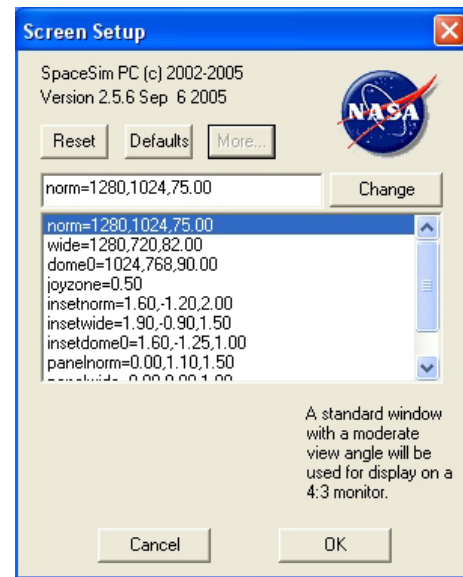 Screen Setup
SpaceSim PC (c) 2002-2005
Version 2.5.6 Sep 6 2005
NASA
Reset Defaults More...
norm=1280,1024,75.00 Change
norm=1280,1024,75.00
wide=1280,720,82.00
dome0=1024,768,90.00
joyzone=0.50
insetnorm=1.60,-1.20,2.00
insetwide=1.90,-0.90,1.50
insetdome0=1.60,-1.25,1.00
panelnorm=0.00,1.10,1.50
A standard window
with a moderate
view angle will be
used for display on a
4:3 monitor.
Cancel OK